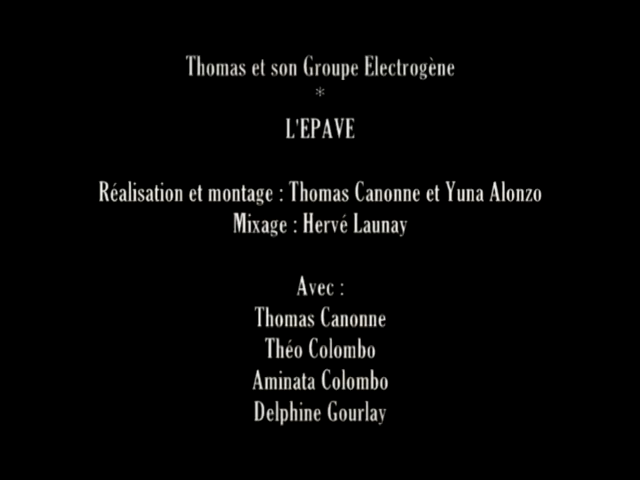 Thomas et son Groupe Electrogène
*
L'EPAVE
Réalisation et montage : Thomas Canonne et Yuna Alonzo
Mixage : Hervé Launay
Avec :
Thomas Canonne
Théo Colombo
Aminata Colombo
Delphine Gourlay